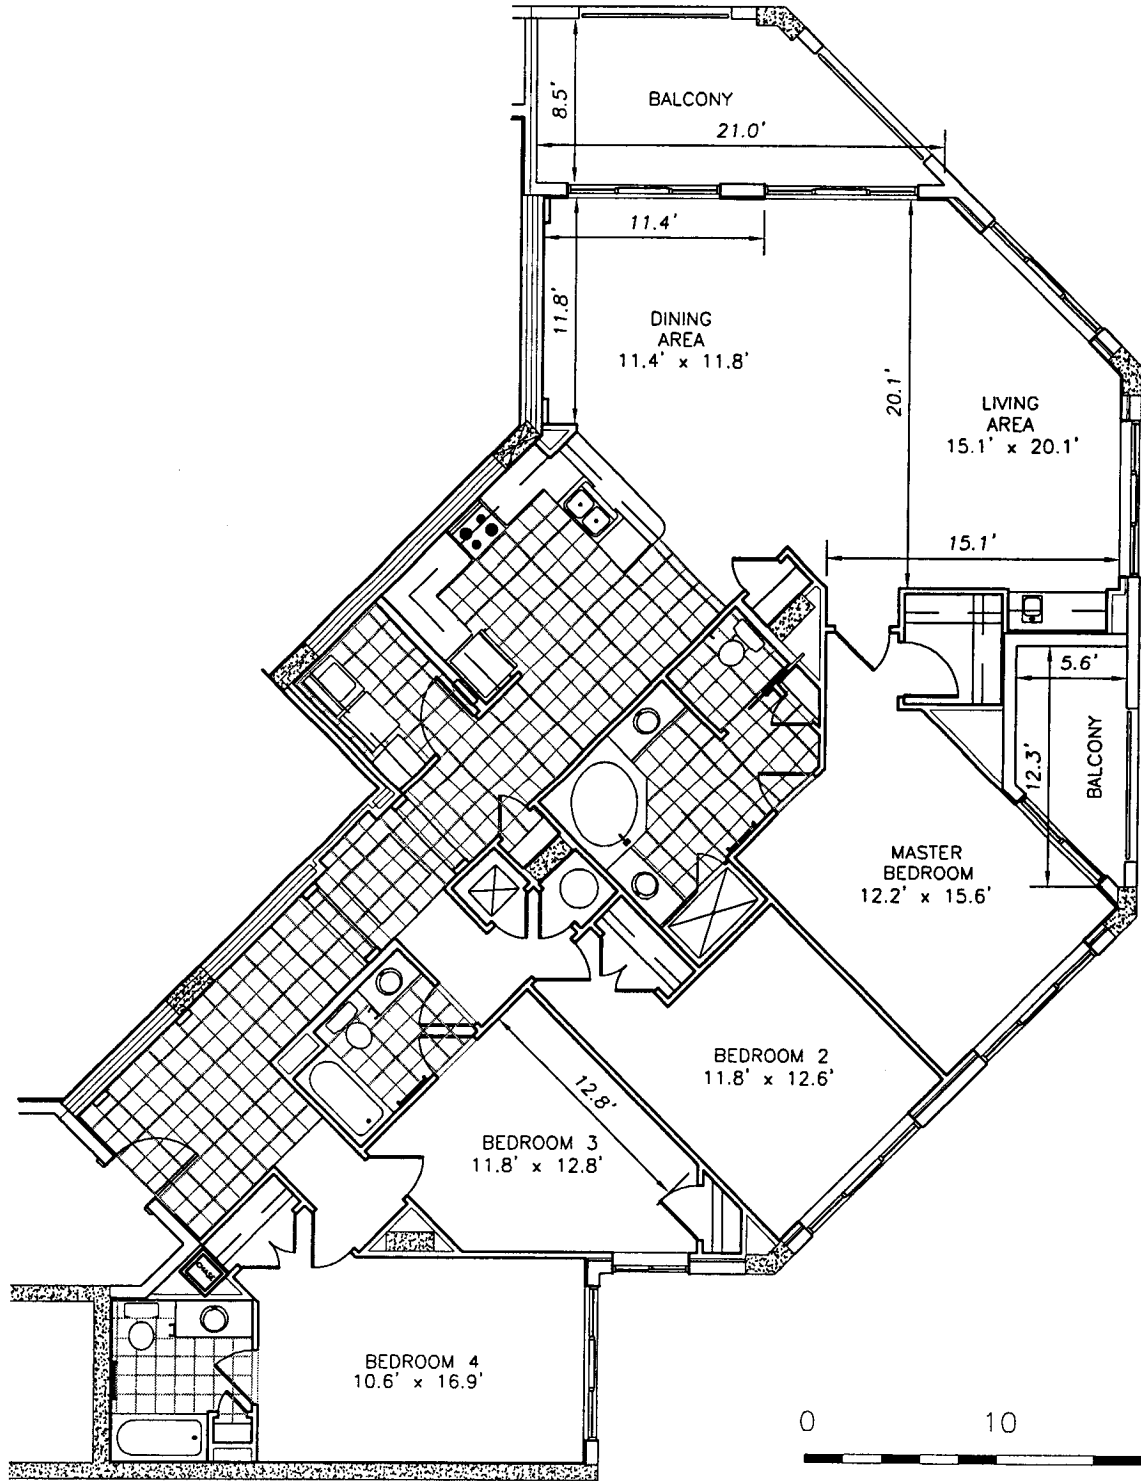 8.5'
BALCONY
21.0'
11.4'
11.8'
DINING
AREA
11.4' x 11.8'
20.1'
LIVING
AREA
15.1' x 20.1'
15.1'
5.6'
12.3'
BALCONY
MASTER
BEDROOM
12.2' x 15.6'
BEDROOM 2
11.8' x 12.6'
12.8'
BEDROOM 3
11.8' x 12.8'
CHASE
BEDROOM 4
10.6' x 16.9'
0 10